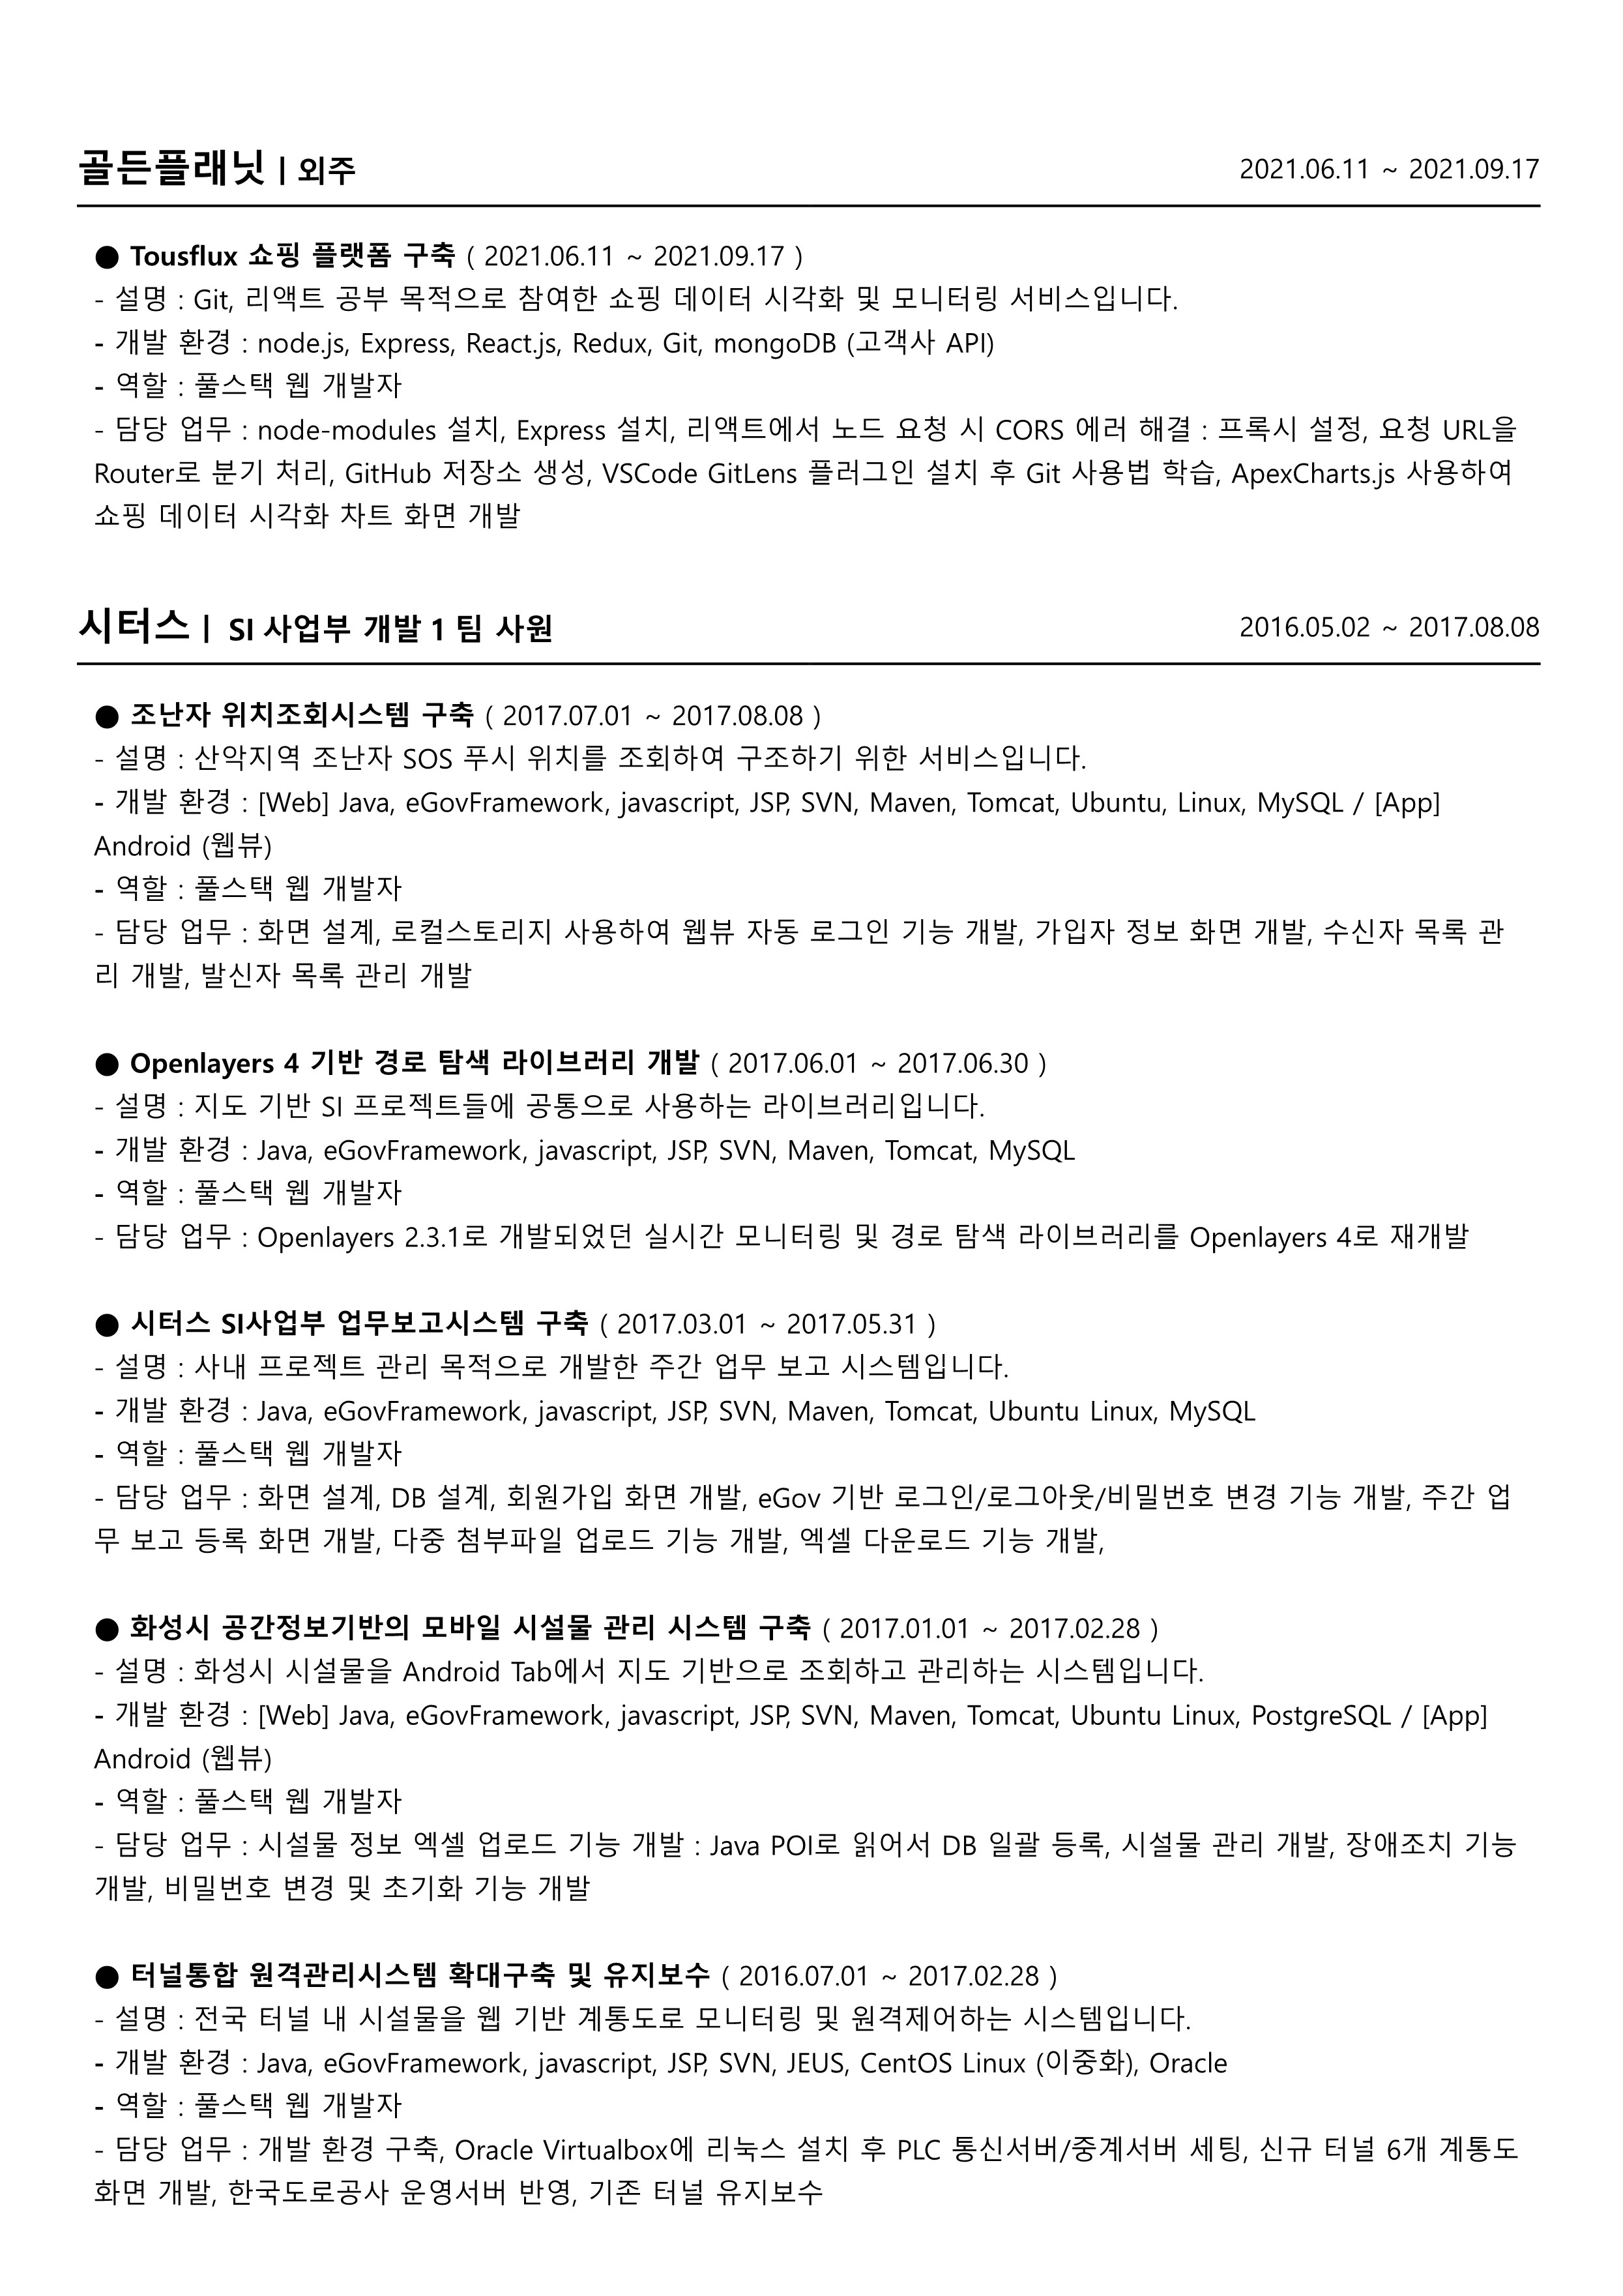 골든플래닛 | 외주 2021.06.11 ~ 2021.09.17
● Tousflux 쇼핑 플랫폼 구축 ( 2021.06.11 ~ 2021.09.17 )
- 설명 : Git, 리액트 공부 목적으로 참여한 쇼핑 데이터 시각화 및 모니터링 서비스입니다.
- 개발 환경 : node.js, Express, React.js, Redux, Git, mongoDB (고객사 API)
- 역할 : 풀스택 웹 개발자
- 담당 업무 : node-modules 설치, Express 설치, 리액트에서 노드 요청 시 CORS 에러 해결 : 프록시 설정, 요청 URL을
Router로 분기 처리, GitHub 저장소 생성, VSCode GitLens 플러그인 설치 후 Git 사용법 학습, ApexCharts.js 사용하여
쇼핑 데이터 시각화 차트 화면 개발
시터스 | SI 사업부 개발 1 팀 사원 2016.05.02 ~ 2017.08.08
● 조난자 위치조회시스템 구축 ( 2017.07.01 ~ 2017.08.08 )
- 설명 : 산악지역 조난자 SOS 푸시 위치를 조회하여 구조하기 위한 서비스입니다.
- 개발 환경 : [Web] Java, eGovFramework, javascript, JSP, SVN, Maven, Tomcat, Ubuntu, Linux, MySQL / [App]
Android (웹뷰)
- 역할 : 풀스택 웹 개발자
- 담당 업무 : 화면 설계, 로컬스토리지 사용하여 웹뷰 자동 로그인 기능 개발, 가입자 정보 화면 개발, 수신자 목록 관
리 개발, 발신자 목록 관리 개발
● Openlayers 4 기반 경로 탐색 라이브러리 개발 ( 2017.06.01 ~ 2017.06.30 )
- 설명 : 지도 기반 SI 프로젝트들에 공통으로 사용하는 라이브러리입니다.
- 개발 환경 : Java, eGovFramework, javascript, JSP, SVN, Maven, Tomcat, MySQL
- 역할 : 풀스택 웹 개발자
- 담당 업무 : Openlayers 2.3.1로 개발되었던 실시간 모니터링 및 경로 탐색 라이브러리를 Openlayers 4로 재개발
● 시터스 SI사업부 업무보고시스템 구축 ( 2017.03.01 ~ 2017.05.31 )
- 설명 : 사내 프로젝트 관리 목적으로 개발한 주간 업무 보고 시스템입니다.
- 개발 환경 : Java, eGovFramework, javascript, JSP, SVN, Maven, Tomcat, Ubuntu Linux, MySQL
- 역할 : 풀스택 웹 개발자
- 담당 업무 : 화면 설계, DB 설계, 회원가입 화면 개발, eGov 기반 로그인/로그아웃/비밀번호 변경 기능 개발, 주간 업
무 보고 등록 화면 개발, 다중 첨부파일 업로드 기능 개발, 엑셀 다운로드 기능 개발,
● 화성시 공간정보기반의 모바일 시설물 관리 시스템 구축 ( 2017.01.01 ~ 2017.02.28 )
- 설명 : 화성시 시설물을 Android Tab에서 지도 기반으로 조회하고 관리하는 시스템입니다.
- 개발 환경 : [Web] Java, eGovFramework, javascript, JSP, SVN, Maven, Tomcat, Ubuntu Linux, PostgreSQL / [App]
Android (웹뷰)
- 역할 : 풀스택 웹 개발자
- 담당 업무 : 시설물 정보 엑셀 업로드 기능 개발 : Java POI로 읽어서 DB 일괄 등록, 시설물 관리 개발, 장애조치 기능
개발, 비밀번호 변경 및 초기화 기능 개발
● 터널통합 원격관리시스템 확대구축 및 유지보수 ( 2016.07.01 ~ 2017.02.28 )
- 설명 : 전국 터널 내 시설물을 웹 기반 계통도로 모니터링 및 원격제어하는 시스템입니다.
- 개발 환경 : Java, eGovFramework, javascript, JSP, SVN, JEUS, CentOS Linux (이중화), Oracle
- 역할 : 풀스택 웹 개발자
- 담당 업무 : 개발 환경 구축, Oracle Virtualbox에 리눅스 설치 후 PLC 통신서버/중계서버 세팅, 신규 터널 6개 계통도
화면 개발, 한국도로공사 운영서버 반영, 기존 터널 유지보수